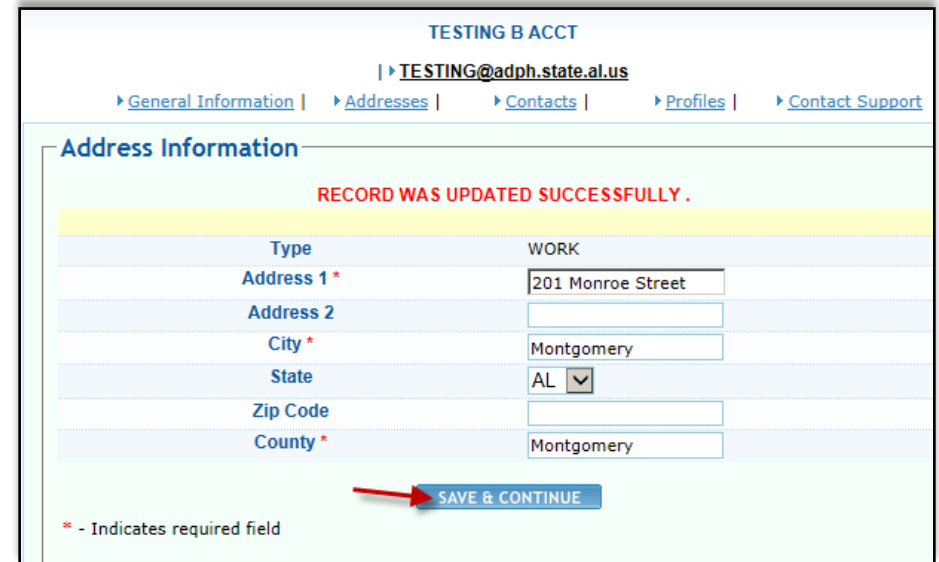 TESTING B ACCT
| TESTING@adph.state.al.us
General Information | Addresses | Contacts | Profiles | Contact Support
Address Information
RECORD WAS UPDATED SUCCESSFULLY .
Type WORK
Address 1 * 201 Monroe Street
Address 2
City * Montgomery
State AL
Zip Code
County * Montgomery
SAVE & CONTINUE
* - Indicates required field